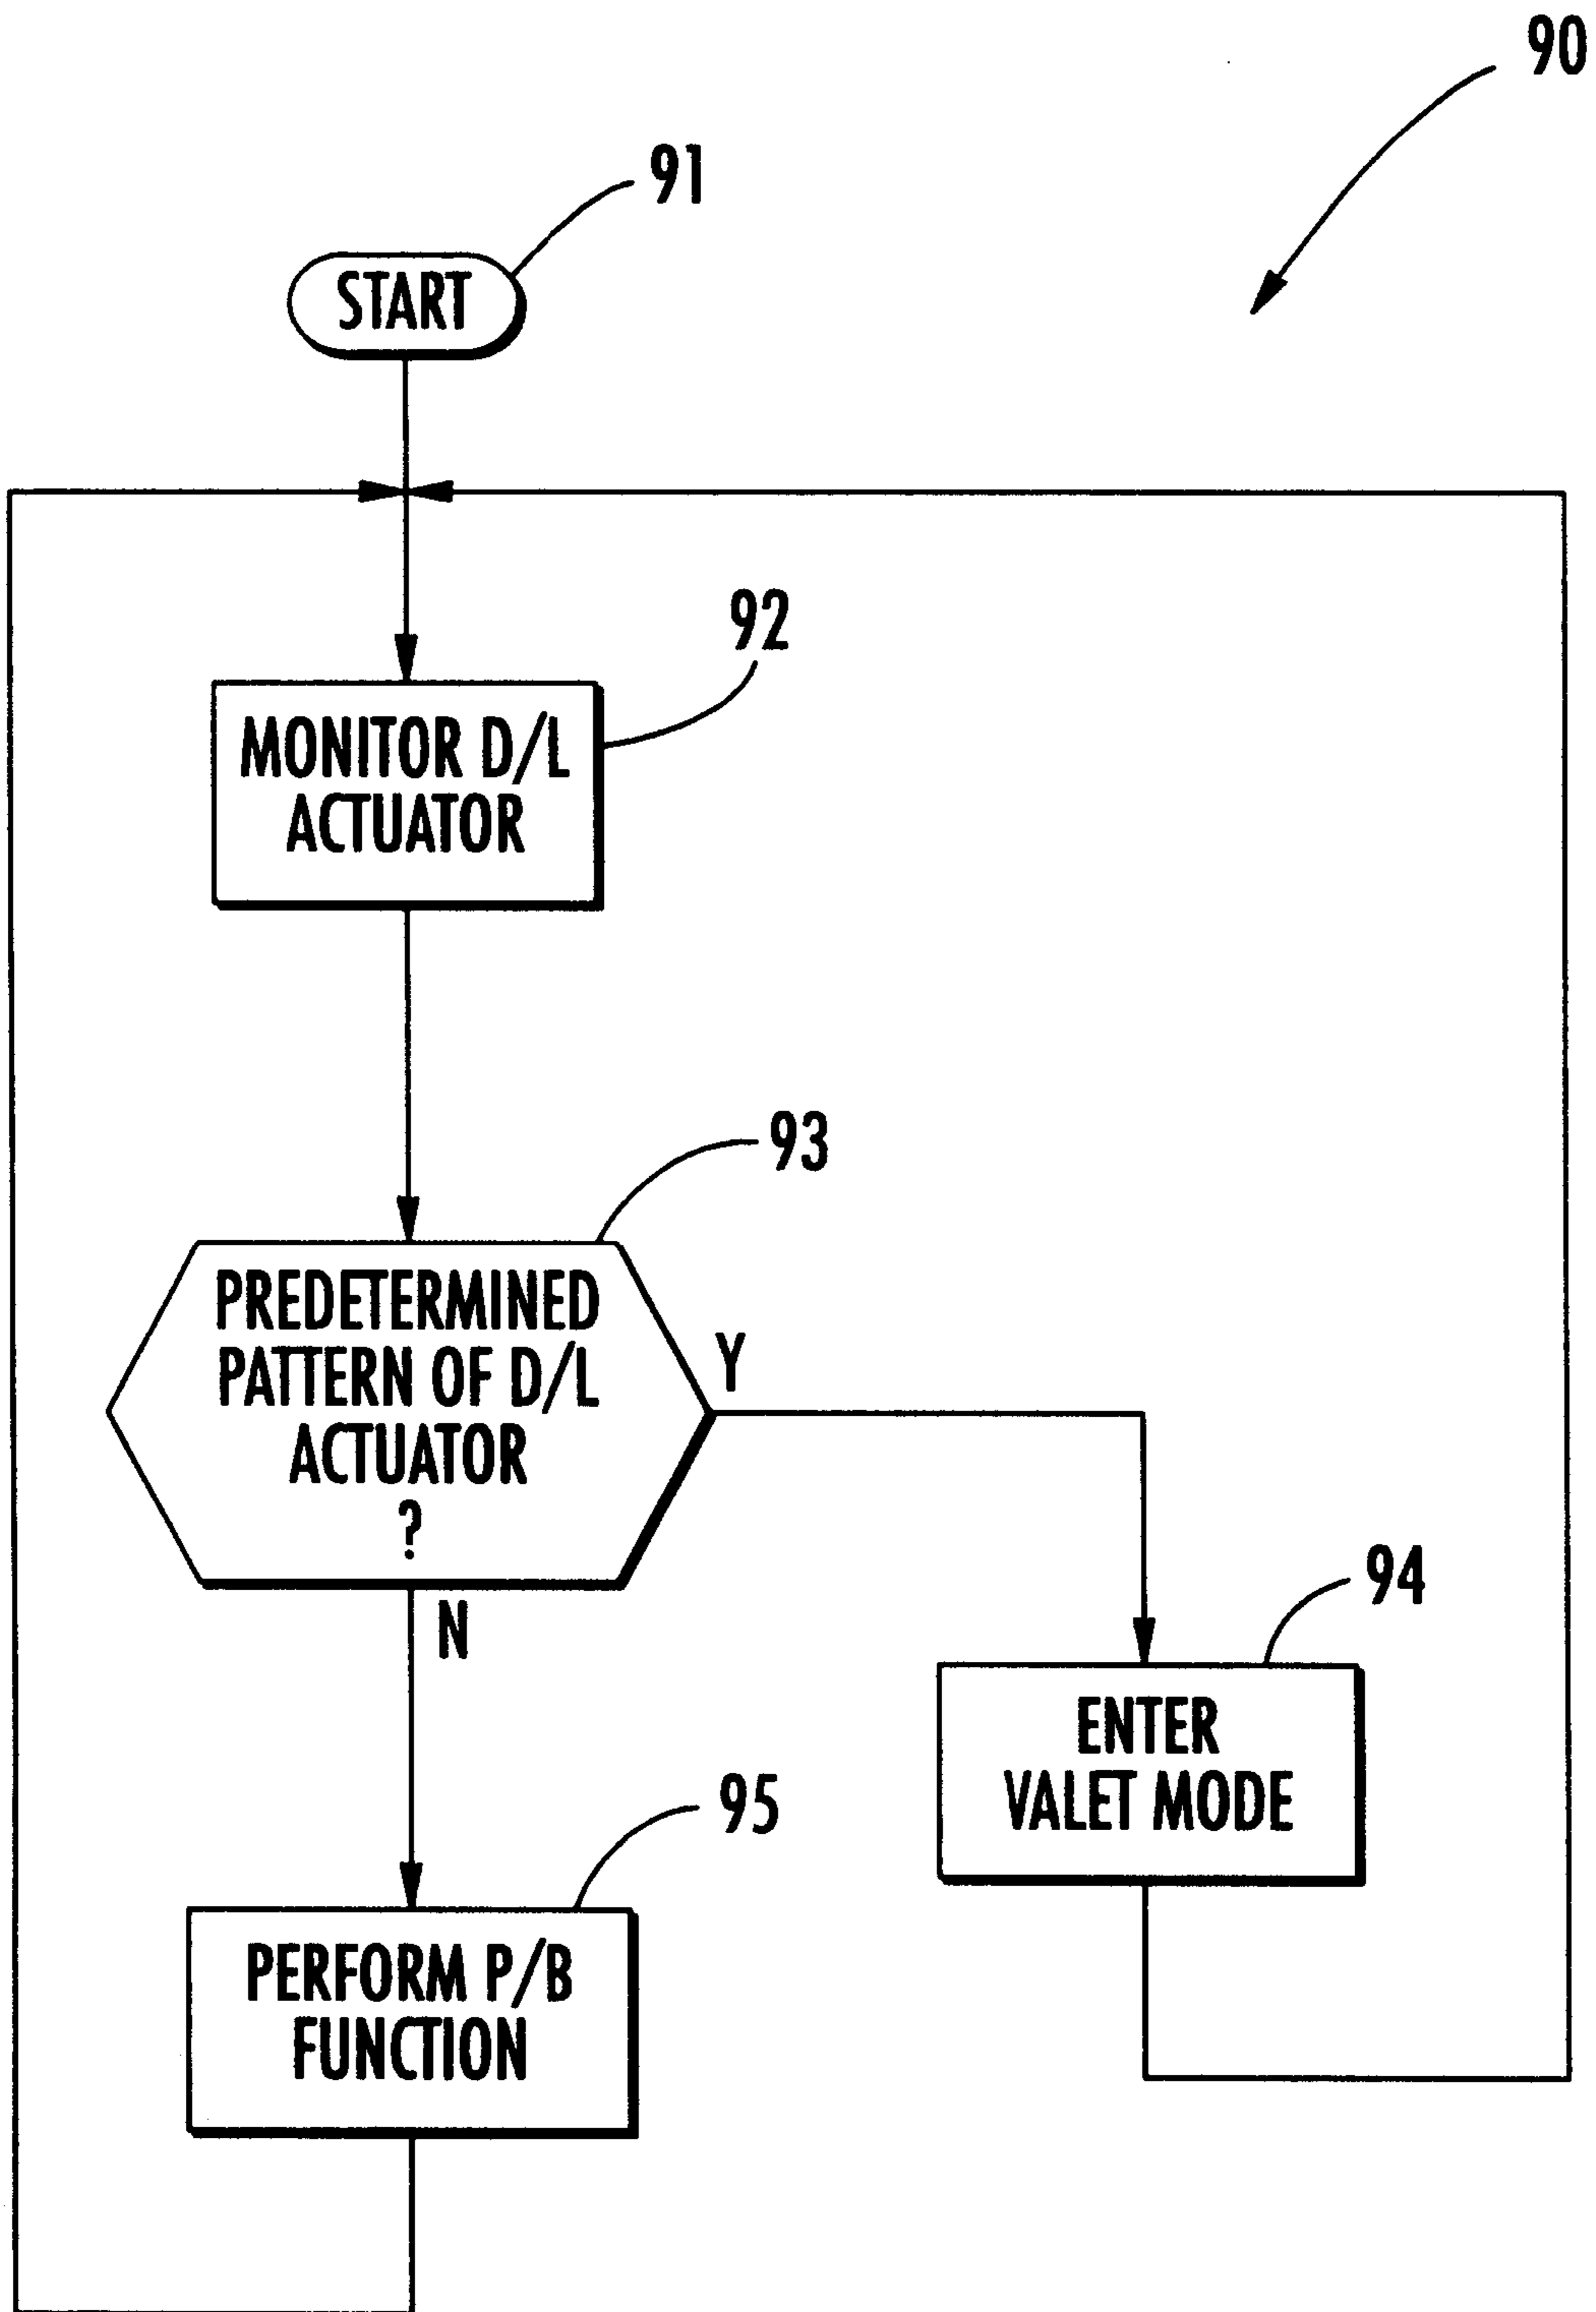 90
91
START
92
MONITOR D/L
ACTUATOR
93
PREDETERMINED
PATTERN OF D/L
ACTUATOR
?
Y
N
94
ENTER
VALET MODE
95
PERFORM P/B
FUNCTION